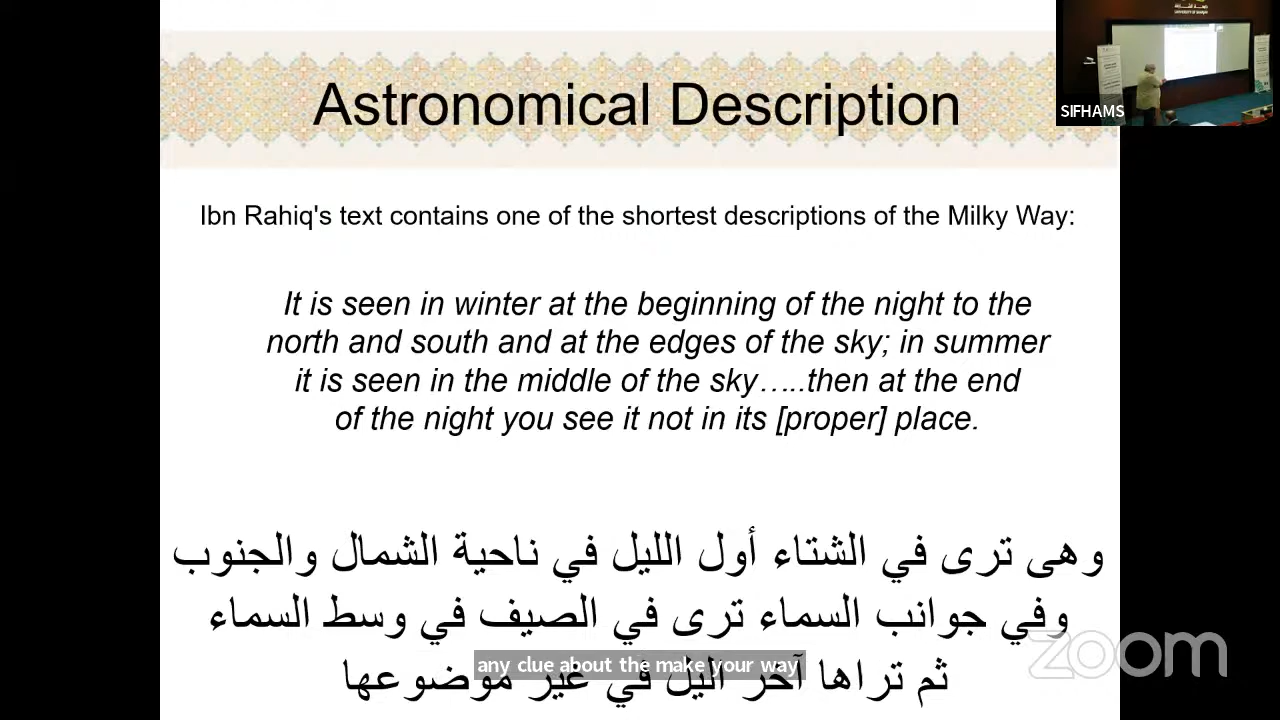 Astronomical Description
SIFHAMS
Ibn Rahiq's text contains one of the shortest descriptions of the Milky Way:
It is seen in winter at the beginning of the night to the
north and south and at the edges of the sky; in summer
it is seen in the middle of the sky…..then at the end
of the night you see it not in its [proper] place.
وهى ترى في الشتاء أول الليل في ناحية الشمال والجنوب
وفي جوانب السماء ترى في الصيف في وسط السماء
ثم تراها آخر اليل في غير موضوعها
any clue about the make your way
zoom